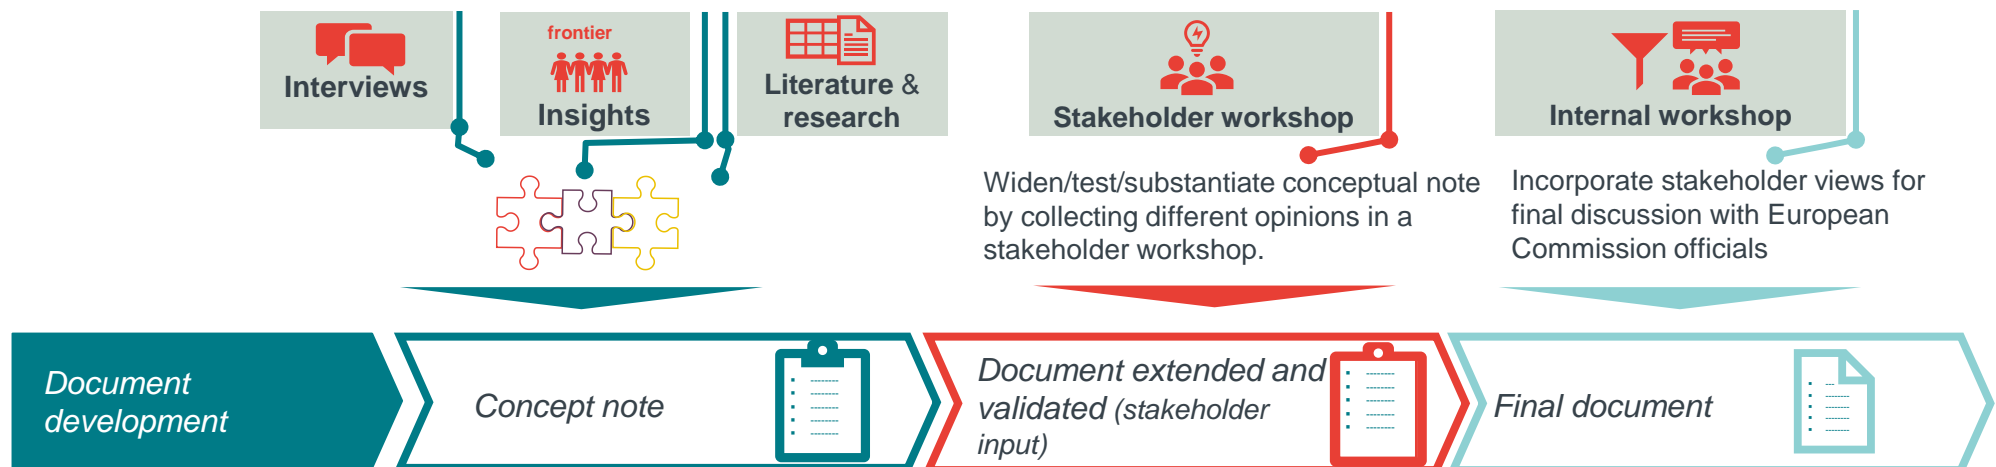 Interviews
frontier
Insights
Literature &
research
Stakeholder workshop
Internal workshop
Widen/test/substantiate conceptual note
by collecting different opinions in a
stakeholder workshop.
Incorporate stakeholder views for
final discussion with European
Commission officials
Document
development
Concept note
Document extended and
validated (stakeholder
input)
Final document